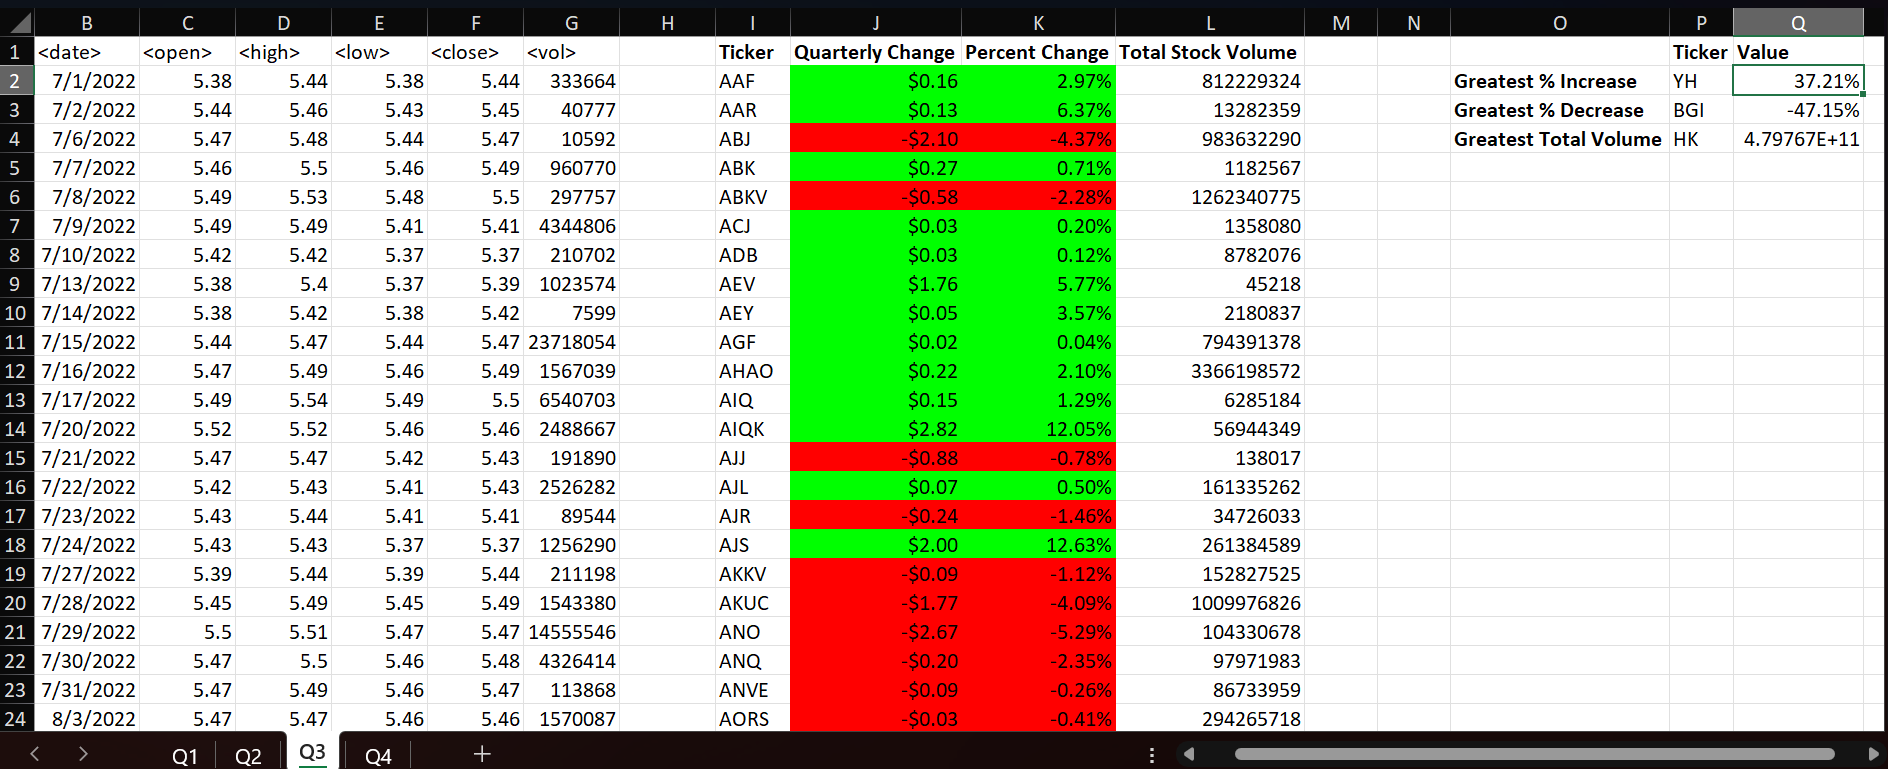 B C D E F G H I J K L M N O P Q
1 <date> <open> <high> <low> <close> <vol> Ticker Quarterly Change Percent Change Total Stock Volume Ticker Value
2 7/1/2022 5.38 5.44 5.38 5.44 333664 AAF $0.16 2.97% 812229324 Greatest % Increase YH 37.21%
3 7/2/2022 5.44 5.46 5.43 5.45 40777 AAR $0.13 6.37% 13282359 Greatest % Decrease BGI -47.15%
4 7/6/2022 5.47 5.48 5.44 5.47 10592 ABJ -$2.10 -4.37% 983632290 Greatest Total Volume HK 4.79767E+11
5 7/7/2022 5.46 5.5 5.46 5.49 960770 ABK $0.27 0.71% 1182567
6 7/8/2022 5.49 5.53 5.48 5.5 297757 ABKV -$0.58 -2.28% 1262340775
7 7/9/2022 5.49 5.49 5.41 5.41 4344806 ACJ $0.03 0.20% 1358080
8 7/10/2022 5.42 5.42 5.37 5.37 210702 ADB $0.03 0.12% 8782076
9 7/13/2022 5.38 5.4 5.37 5.39 1023574 AEV $1.76 5.77% 45218
10 7/14/2022 5.38 5.42 5.38 5.42 7599 AEY $0.05 3.57% 2180837
11 7/15/2022 5.44 5.47 5.44 5.47 23718054 AGF $0.02 0.04% 794391378
12 7/16/2022 5.47 5.49 5.46 5.49 1567039 AHAO $0.22 2.10% 3366198572
13 7/17/2022 5.49 5.54 5.49 5.5 6540703 AIQ $0.15 1.29% 6285184
14 7/20/2022 5.52 5.52 5.46 5.46 2488667 AIQK $2.82 12.05% 56944349
15 7/21/2022 5.47 5.47 5.42 5.43 191890 AJJ -$0.88 -0.78% 138017
16 7/22/2022 5.42 5.43 5.41 5.43 2526282 AJL $0.07 0.50% 161335262
17 7/23/2022 5.43 5.44 5.41 5.41 89544 AJR -$0.24 -1.46% 34726033
18 7/24/2022 5.43 5.43 5.37 5.37 1256290 AJS $2.00 12.63% 261384589
19 7/27/2022 5.39 5.44 5.39 5.44 211198 AKKV -$0.09 -1.12% 152827525
20 7/28/2022 5.45 5.49 5.45 5.49 1543380 AKUC -$1.77 -4.09% 1009976826
21 7/29/2022 5.5 5.51 5.47 5.47 14555546 ANO -$2.67 -5.29% 104330678
22 7/30/2022 5.47 5.5 5.46 5.48 4326414 ANQ -$0.20 -2.35% 97971983
23 7/31/2022 5.47 5.49 5.46 5.47 113868 ANVE -$0.09 -0.26% 86733959
24 8/3/2022 5.47 5.47 5.46 5.46 1570087 AORS -$0.03 -0.41% 294265718
Q1 Q2 Q3 Q4 +